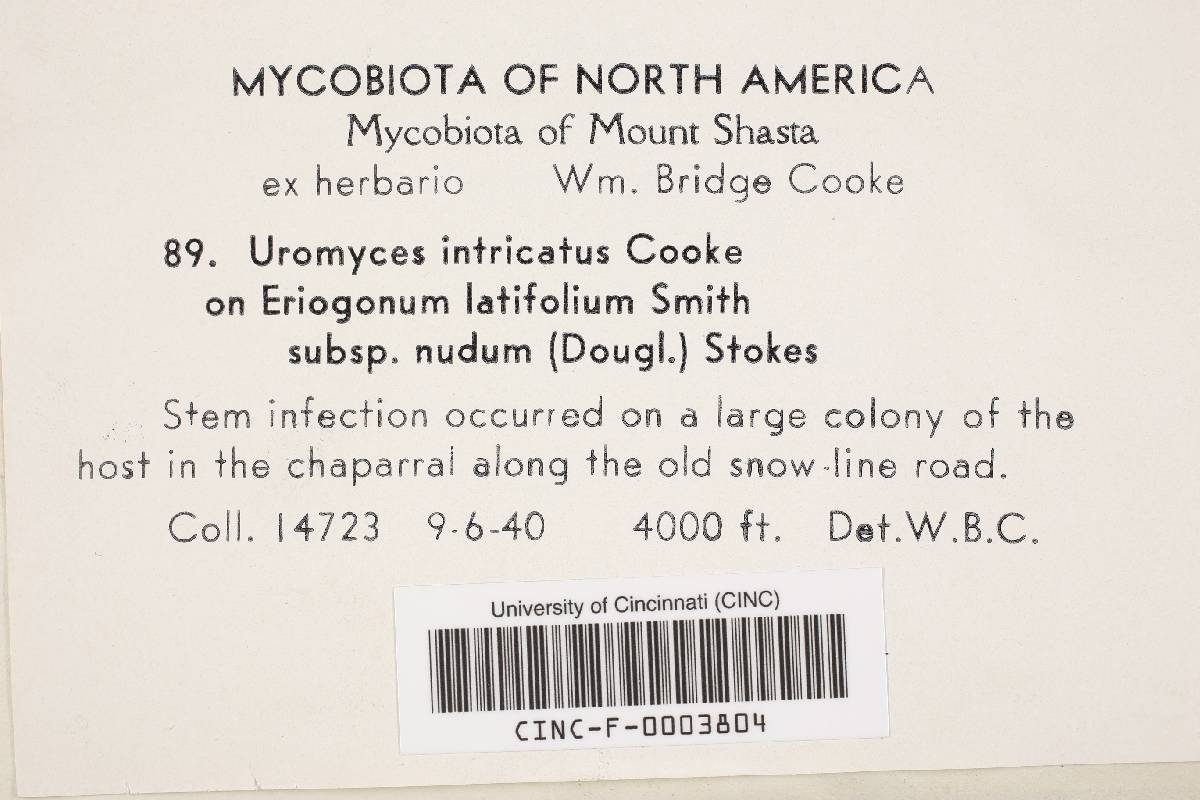 MYCOBIOTA OF NORTH AMERICA
Mycobiota of Mount Shasta
ex herbario Wm. Bridge Cooke
89. Uromyces intricatus Cooke
on Eriogonum latifolium Smith
subsp. nudum (Dougl.) Stokes
Stem infection occurred on a large colony of the
host in the chaparral along the old snow-line road.
Coll. 14723 9-6-40 4000 ft. Det.W.B.C.
University of Cincinnati (CINC)
CINC-F-0003804